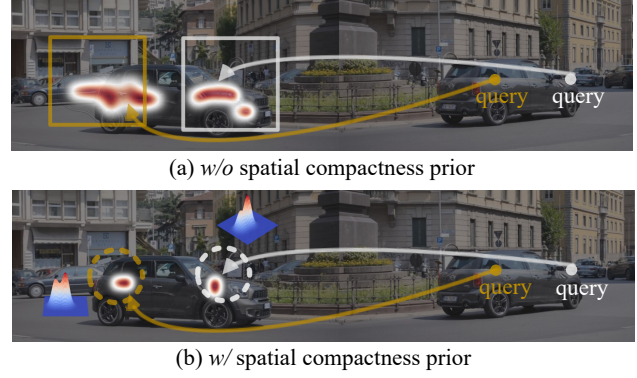 query
query
(a) w/o spatial compactness prior
query
query
(b) w/ spatial compactness prior